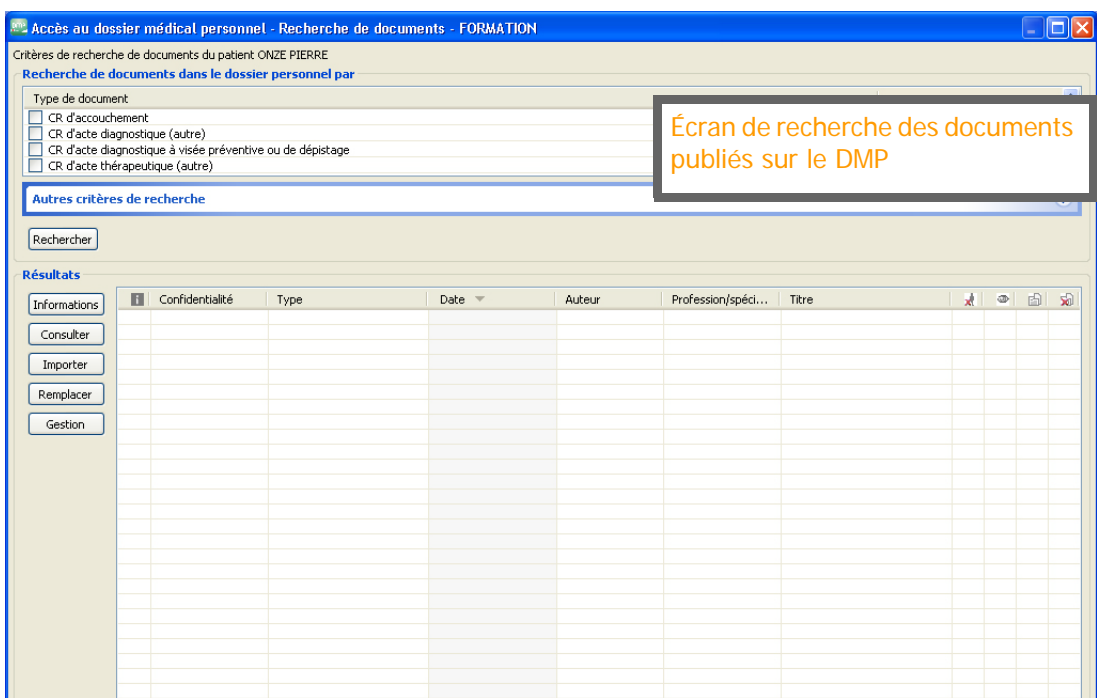 Accès au dossier médical personnel - Recherche de documents - FORMATION
Critères de recherche de documents du patient ONZE PIERRE
Recherche de documents dans le dossier personnel par
Type de document
CR d'accouchement
CR d'acte diagnostique (autre)
CR d'acte diagnostique à visée préventive ou de dépistage
CR d'acte thérapeutique (autre)
Écran de recherche des documents
publiés sur le DMP
Autres critères de recherche
Rechercher
Résultats
Confidentialité Type Date Auteur Profession/spéci... Titre
Informations
Consulter
Importer
Remplacer
Gestion